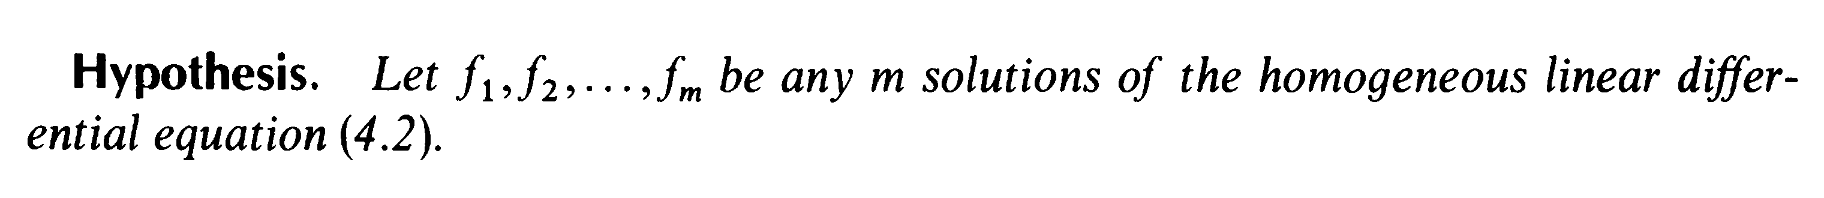 Hypothesis. Let f₁, f₂, . . . , fₘ be any m solutions of the homogeneous linear differ-
ential equation (4.2).